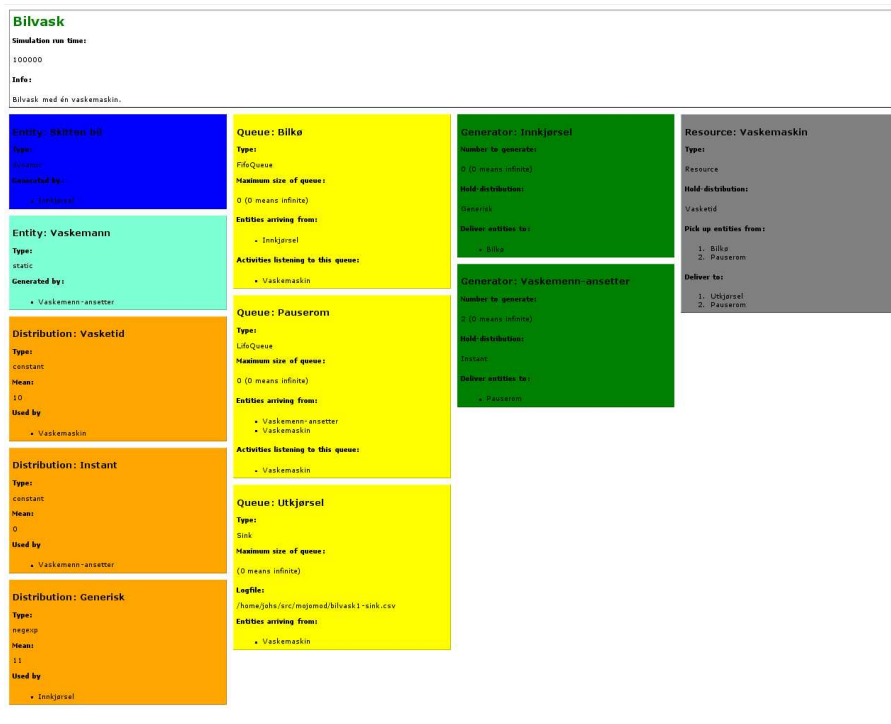 Bilvask
Simulation run time:
100000
Info:
Bilvask med én vaskemaskin.
Entity: Skitten bil
Type:
Generated by:
• Innkjørsel
Entity: Vaskemann
Type:
static
Generated by:
• Vaskemenn-ansetter
Distribution: Vasketid
Type:
constant
Mean:
10
Used by
• Vaskemaskin
Distribution: Instant
Type:
constant
Mean:
0
Used by
• Vaskemenn-ansetter
Distribution: Generisk
Type:
negexp
Mean:
11
Used by
• Innkjørsel
Queue: Bilkø
Type:
FifoQueue
Maximum size of queue:
0 (0 means infinite)
Entities arriving from:
• Innkjørsel
Activities listening to this queue:
• Vaskemaskin
Queue: Pauserom
Type:
LifoQueue
Maximum size of queue:
0 (0 means infinite)
Entities arriving from:
• Vaskemenn-ansetter
• Vaskemaskin
Activities listening to this queue:
• Vaskemaskin
Queue: Utkjørsel
Type:
Sink
Maximum size of queue:
(0 means infinite)
Logfile:
/home/johs/src/mojomod/bilvask1-sink.csv
Entities arriving from:
• Vaskemaskin
Generator: Innkjørsel
Number to generate:
0 (0 means infinite)
Hold-distribution:
Generisk
Deliver entities to:
• Bilkø
Generator: Vaskemenn-ansetter
Number to generate:
0 (0 means infinite)
Hold-distribution:
Instant
Deliver entities to:
• Pauserom
Resource: Vaskemaskin
Type:
Resource
Hold-distribution:
Vasketid
Pick up entities from:
1. Bilkø
2. Pauserom
Deliver to:
1. Utkjørsel
2. Pauserom